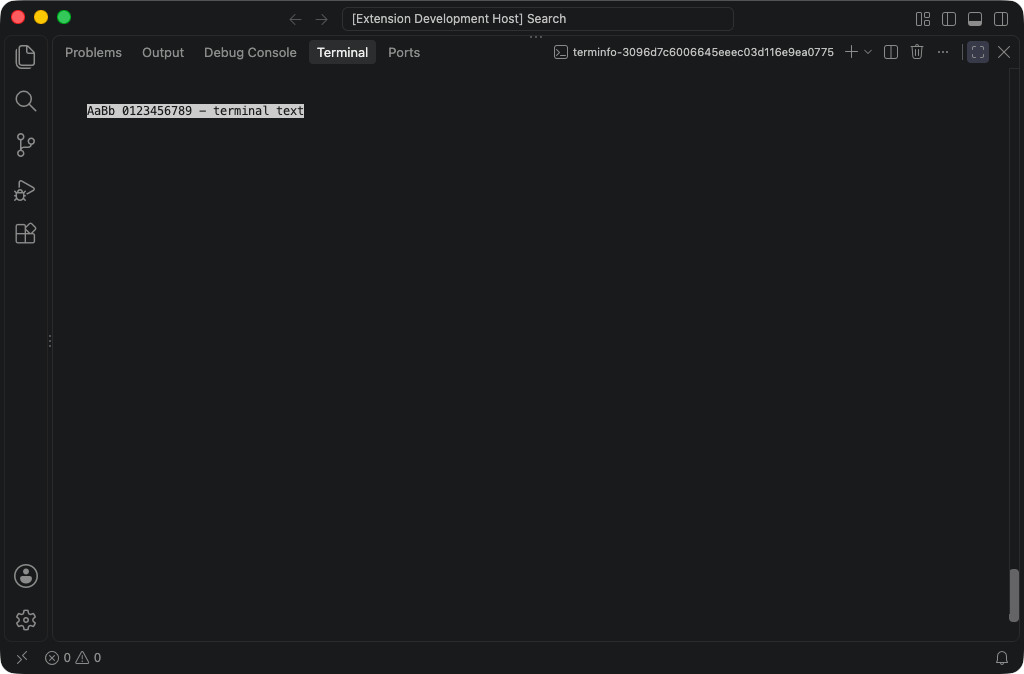 [Extension Development Host] Search
Problems Output Debug Console Terminal Ports
terminfo-3096d7c6006645eeec03d116e9ea0775
AaBb 0123456789 — terminal text
0 0